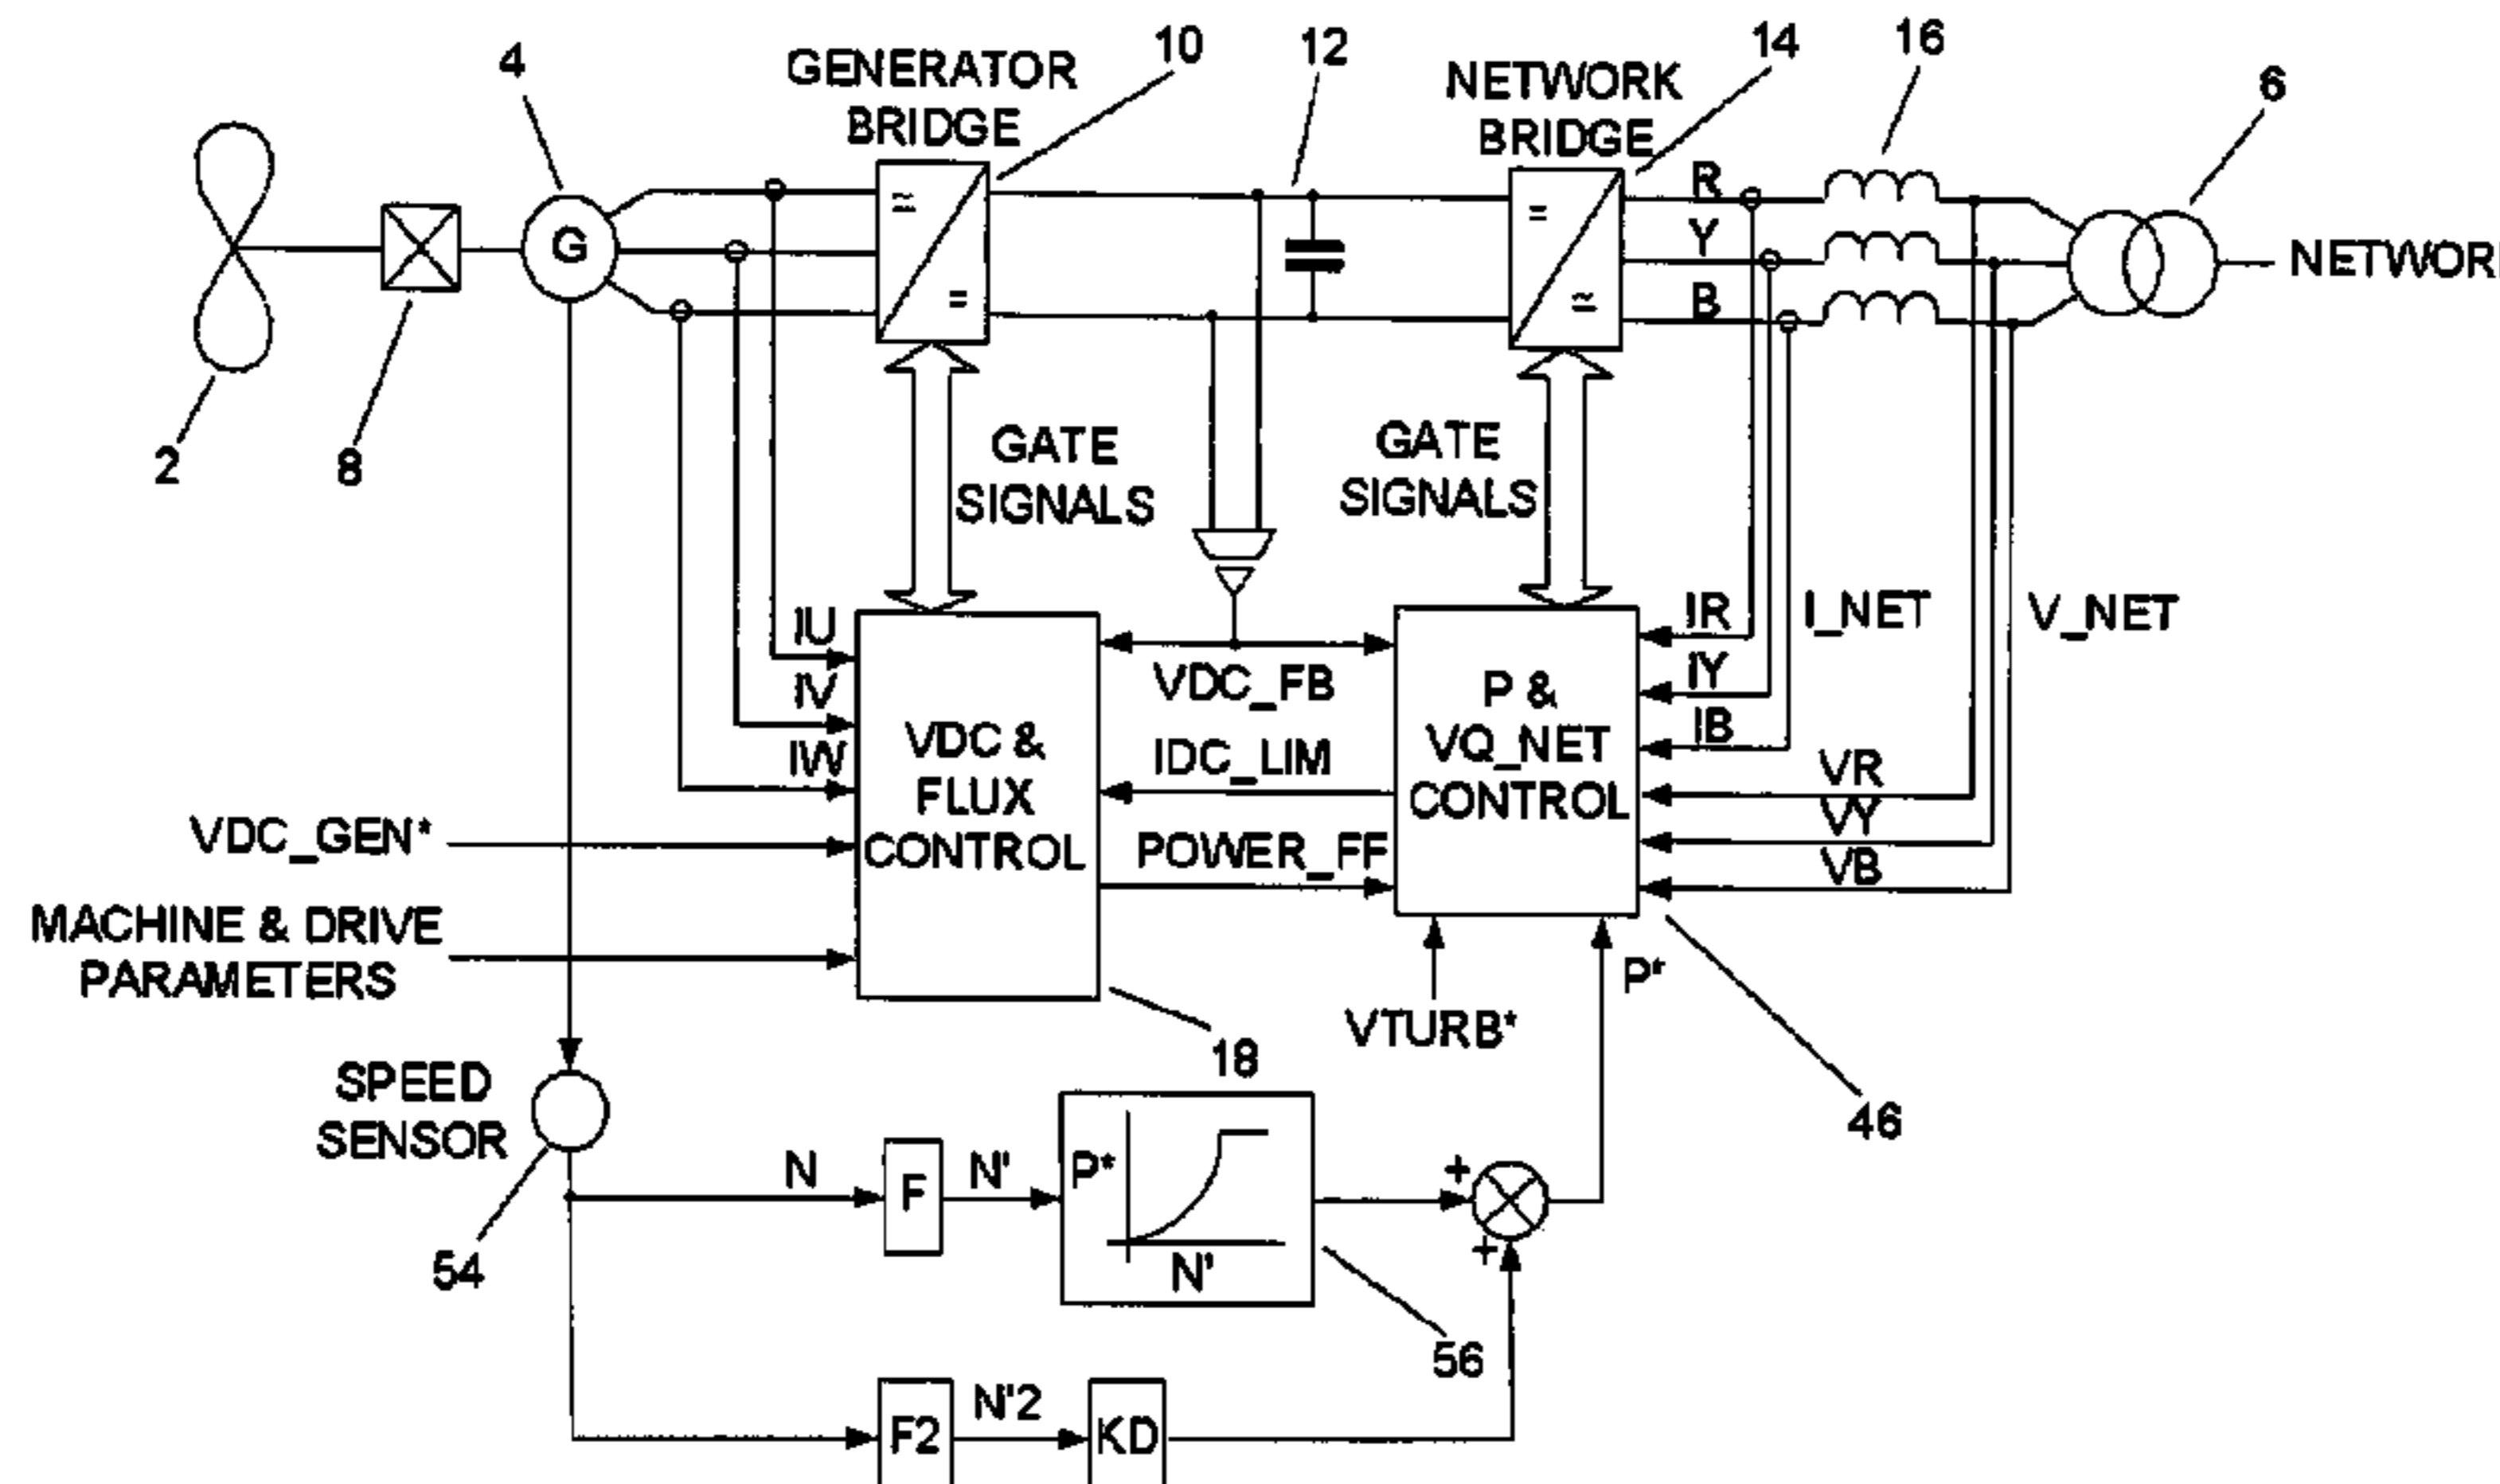 4
GENERATOR
BRIDGE
10
12
NETWORK
BRIDGE
14
16
6
G
≃
=
=
≃
R
Y
B
NETWOR
2
8
GATE
SIGNALS
GATE
SIGNALS
IU
IV
IW
VDC &
FLUX
CONTROL
VDC_FB
IDC_LIM
POWER_FF
P &
VQ_NET
CONTROL
IR
IY
IB
I_NET
V_NET
VR
VY
VB
VDC_GEN*
MACHINE & DRIVE
PARAMETERS
18
VTURB*
P*
46
SPEED
SENSOR
54
N
F
N'
P*
N'
56
+
+
F2
N'2
KD